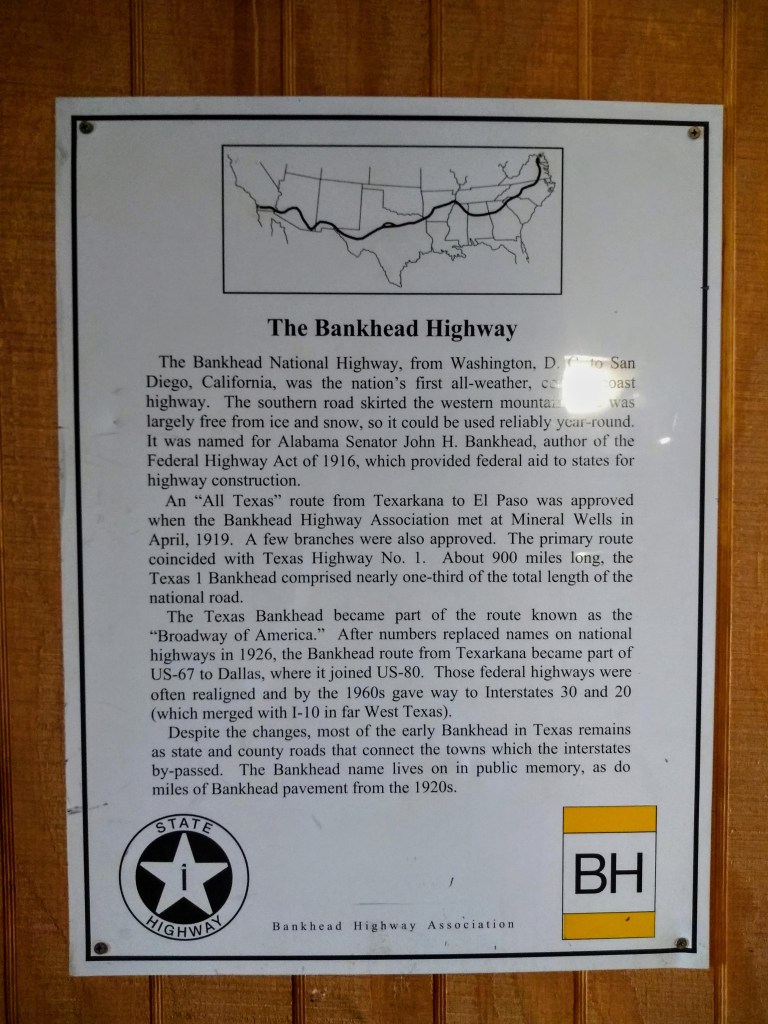 The Bankhead Highway
The Bankhead National Highway, from Washington, D. to San
Diego, California, was the nation's first all-weather,
highway. The southern road skirted the western was
largely free from ice and snow, so it could be used reliably year-round.
It was named for Alabama Senator John H. Bankhead, author of the
Federal Highway Act of 1916, which provided federal aid to states for
highway construction.
An “All Texas” route from Texarkana to El Paso was approved
when the Bankhead Highway Association met at Mineral Wells in
April, 1919. A few branches were also approved. The primary route
coincided with Texas Highway No. 1. About 900 miles long, the
Texas 1 Bankhead comprised nearly one-third of the total length of the
national road.
The Texas Bankhead became part of the route known as the
“Broadway of America.” After numbers replaced names on national
highways in 1926, the Bankhead route from Texarkana became part of
US-67 to Dallas, where it joined US-80. Those federal highways were
often realigned and by the 1960s gave way to Interstates 30 and 20
(which merged with I-10 in far West Texas).
Despite the changes, most of the early Bankhead in Texas remains
as state and county roads that connect the towns which the interstates
by-passed. The Bankhead name lives on in public memory, as do
miles of Bankhead pavement from the 1920s.
STATE
i
HIGHWAY
BH
Bankhead Highway Association